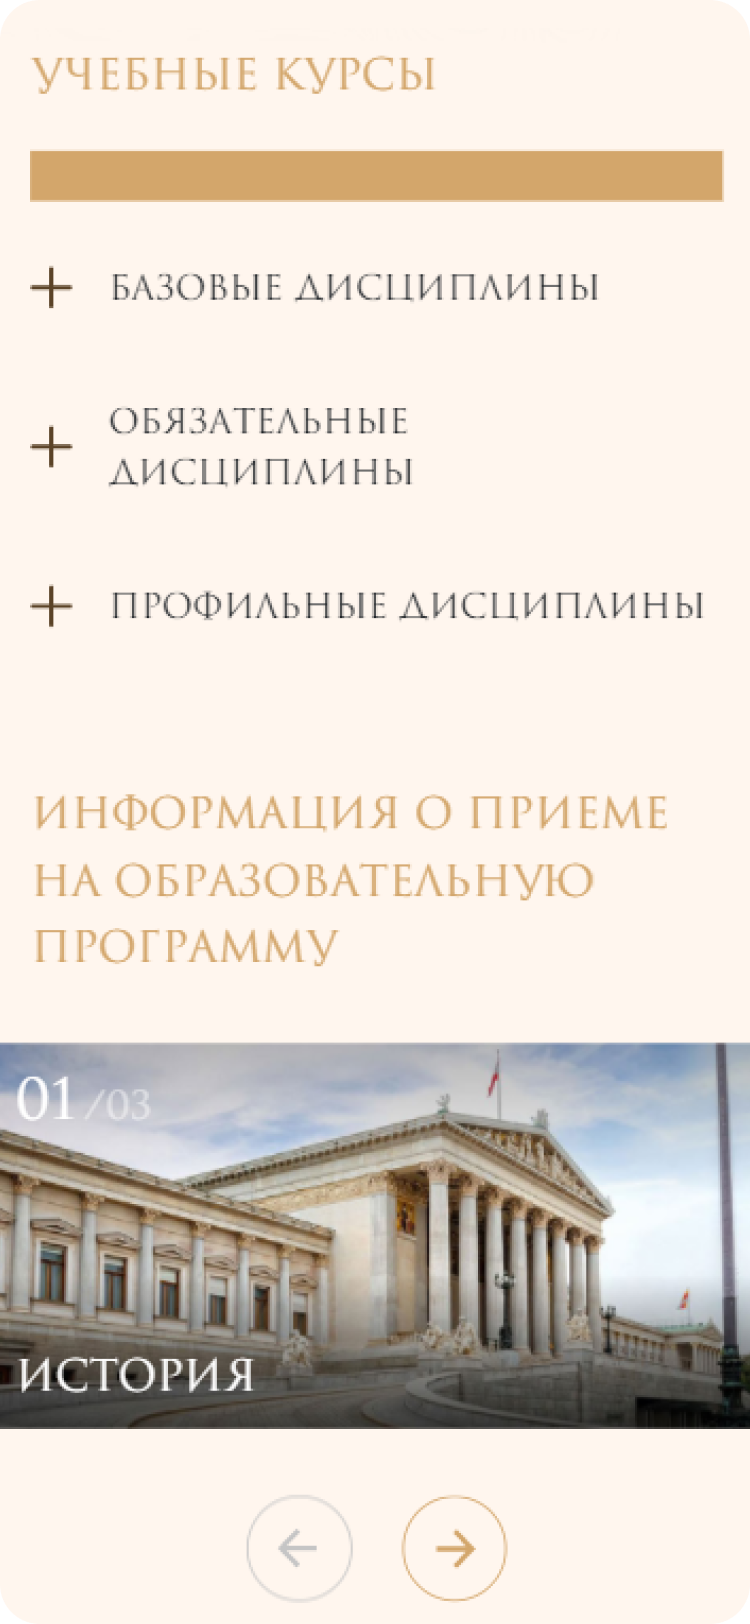 УЧЕБНЫЕ КУРСЫ
БАЗОВЫЕ ДИСЦИПЛИНЫ
ОБЯЗАТЕЛЬНЫЕ
ДИСЦИПЛИНЫ
ПРОФИЛЬНЫЕ ДИСЦИПЛИНЫ
ИНФОРМАЦИЯ О ПРИЕМЕ
НА ОБРАЗОВАТЕЛЬНУЮ
ПРОГРАММУ
01/03
ИСТОРИЯ